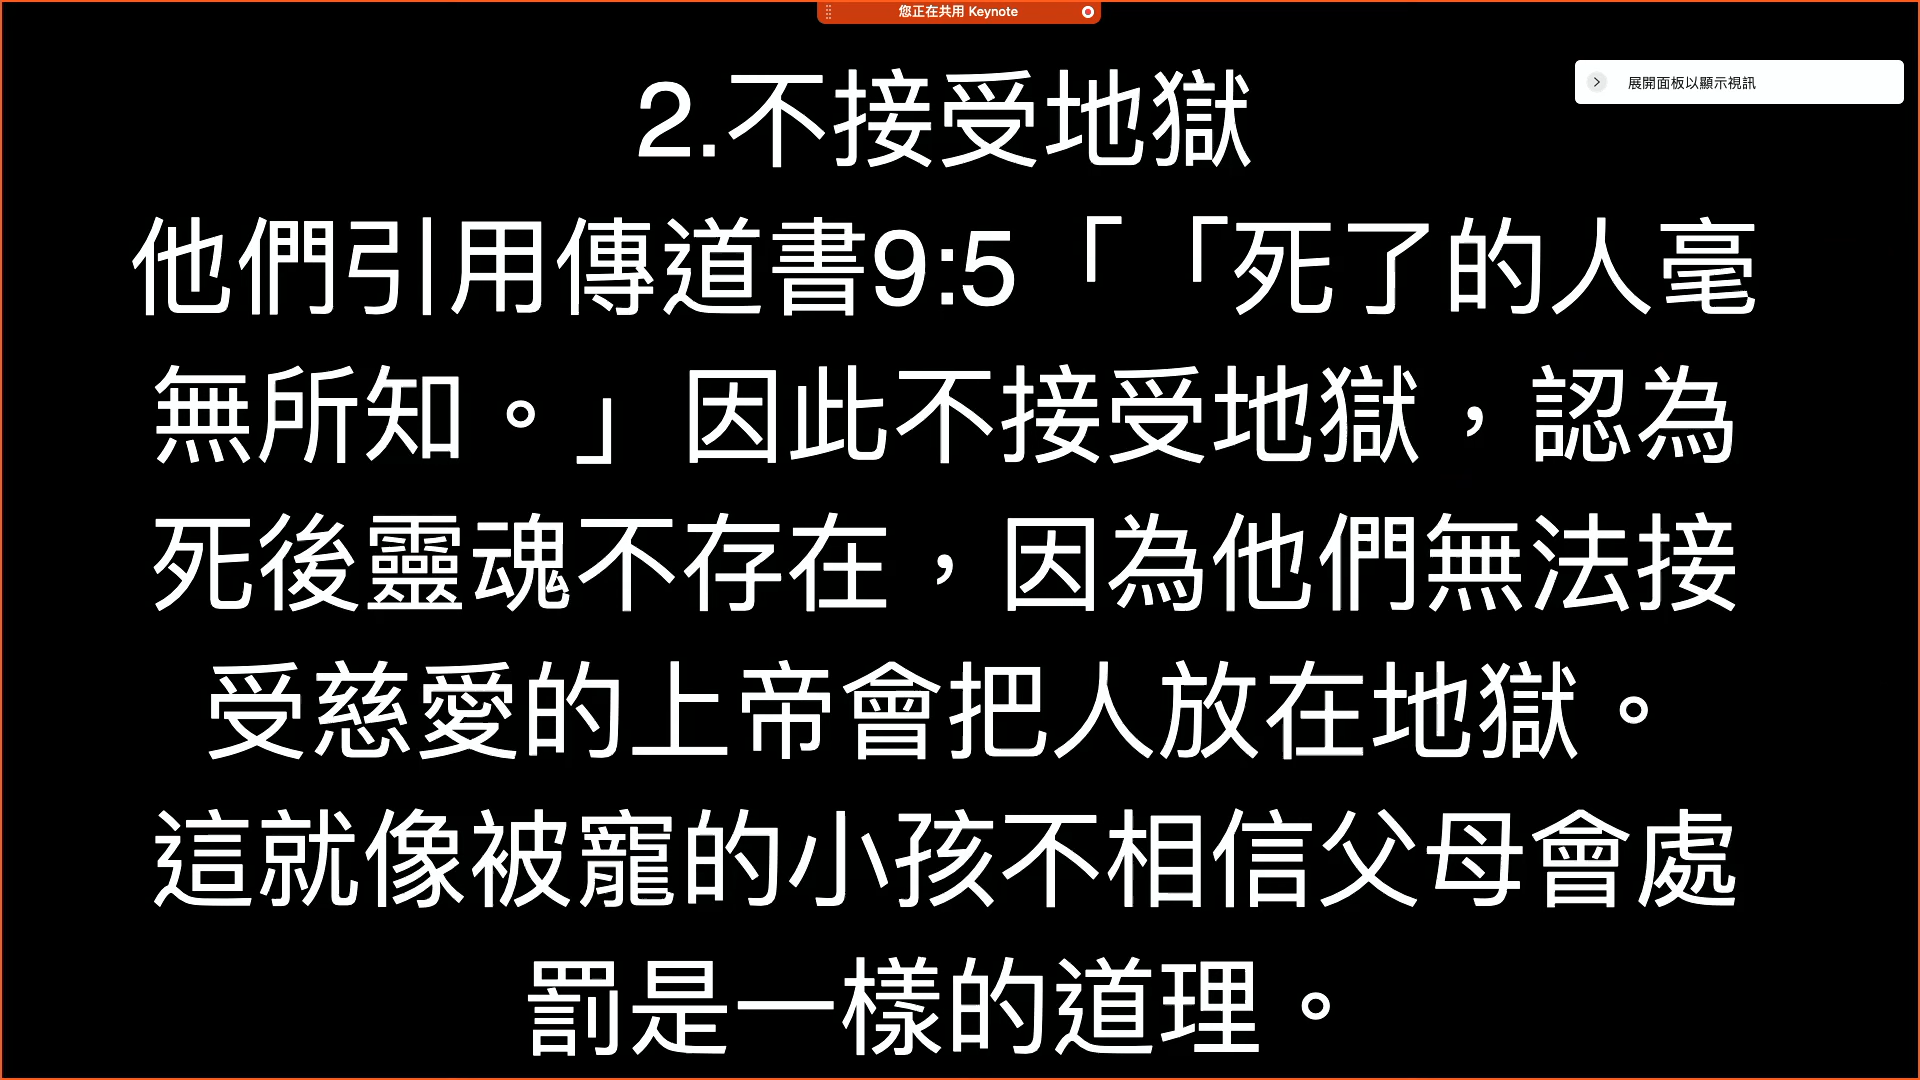 您正在共用 Keynote
展開面板以顯示視訊
2.不接受地獄
他們引用傳道書9:5「「死了的人毫
無所知。」因此不接受地獄，認為
死後靈魂不存在，因為他們無法接
受慈愛的上帝會把人放在地獄。
這就像被寵的小孩不相信父母會處
罰是一樣的道理。